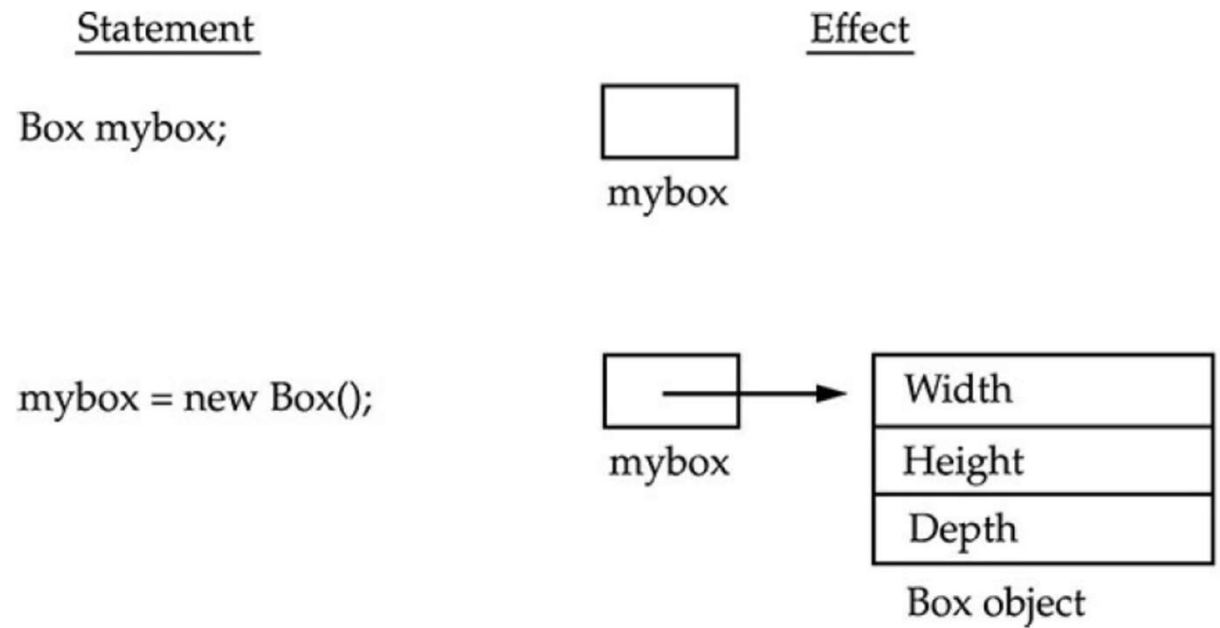 Statement
Effect
Box mybox;
mybox
mybox = new Box();
mybox
Width
Height
Depth
Box object